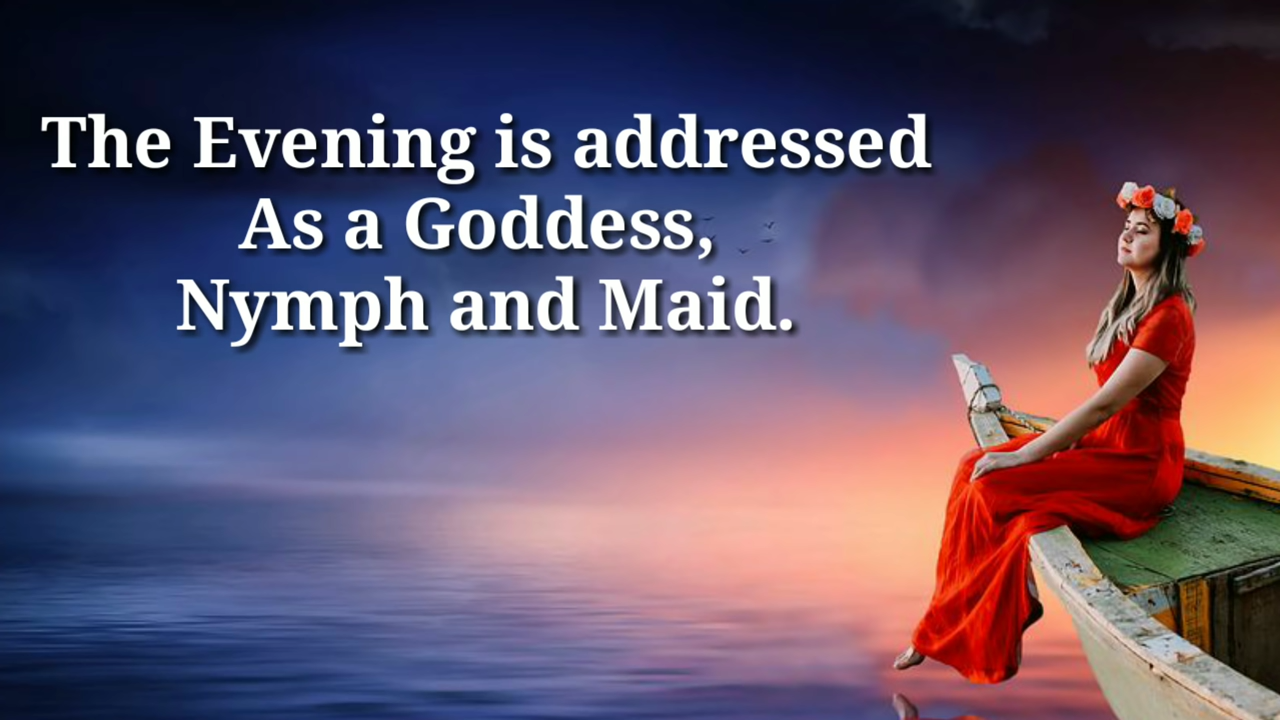 The Evening is addressed
As a Goddess,
Nymph and Maid.